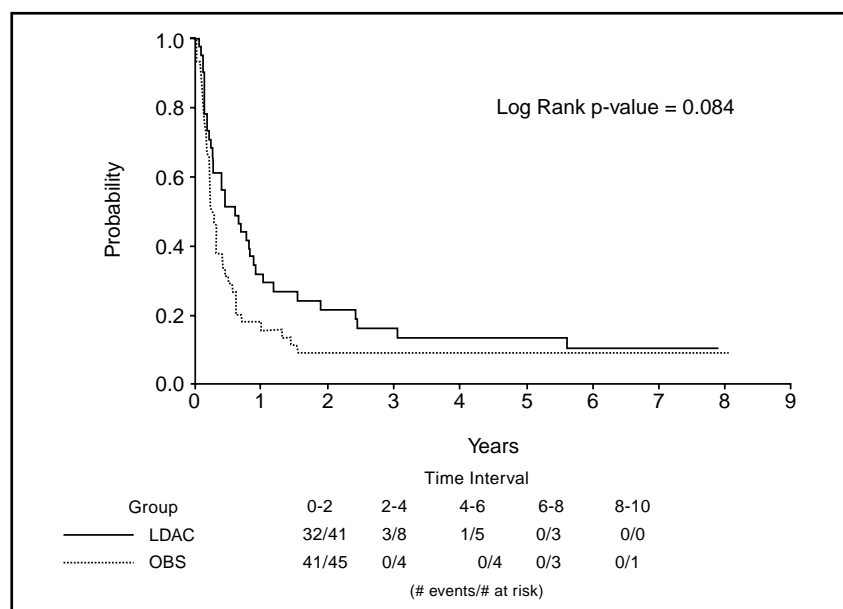 1.0
0.8
0.6
0.4
0.2
0.0
Probability
Log Rank p-value = 0.084
0 1 2 3 4 5 6 7 8 9
Years
Time Interval
Group 0-2 2-4 4-6 6-8 8-10
LDAC 32/41 3/8 1/5 0/3 0/0
OBS 41/45 0/4 0/4 0/3 0/1
(# events/# at risk)